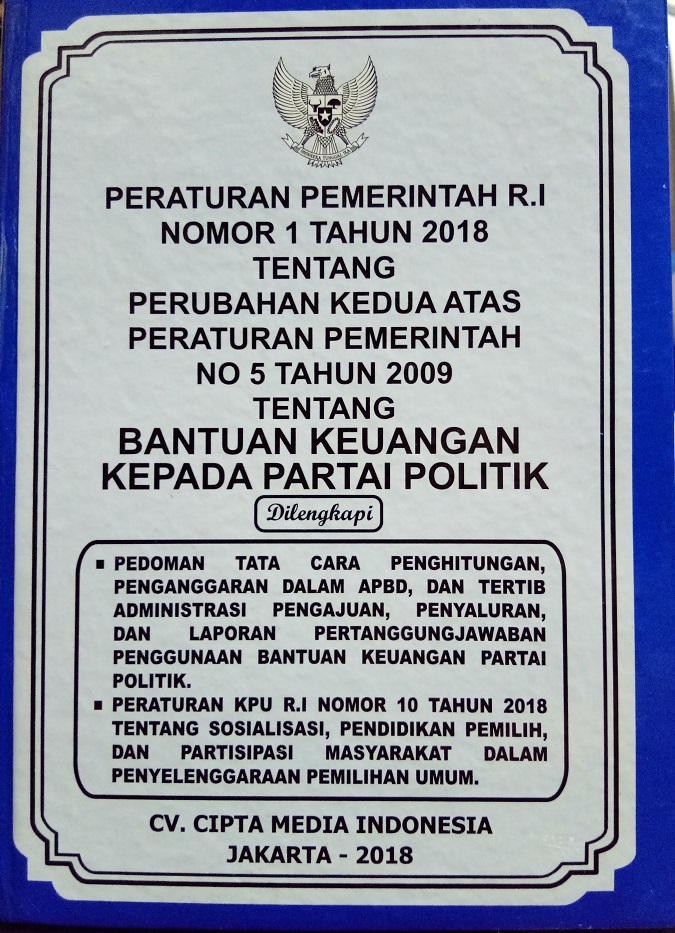 PERATURAN PEMERINTAH R.I
NOMOR 1 TAHUN 2018
TENTANG
PERUBAHAN KEDUA ATAS
PERATURAN PEMERINTAH
NO 5 TAHUN 2009
TENTANG
BANTUAN KEUANGAN
KEPADA PARTAI POLITIK
Dilengkapi
▪ PEDOMAN TATA CARA PENGHITUNGAN,
PENGANGGARAN DALAM APBD, DAN TERTIB
ADMINISTRASI PENGAJUAN, PENYALURAN,
DAN LAPORAN PERTANGGUNGJAWABAN
PENGGUNAAN BANTUAN KEUANGAN PARTAI
POLITIK.
▪ PERATURAN KPU R.I NOMOR 10 TAHUN 2018
TENTANG SOSIALISASI, PENDIDIKAN PEMILIH,
DAN PARTISIPASI MASYARAKAT DALAM
PENYELENGGARAAN PEMILIHAN UMUM.
CV. CIPTA MEDIA INDONESIA
JAKARTA - 2018